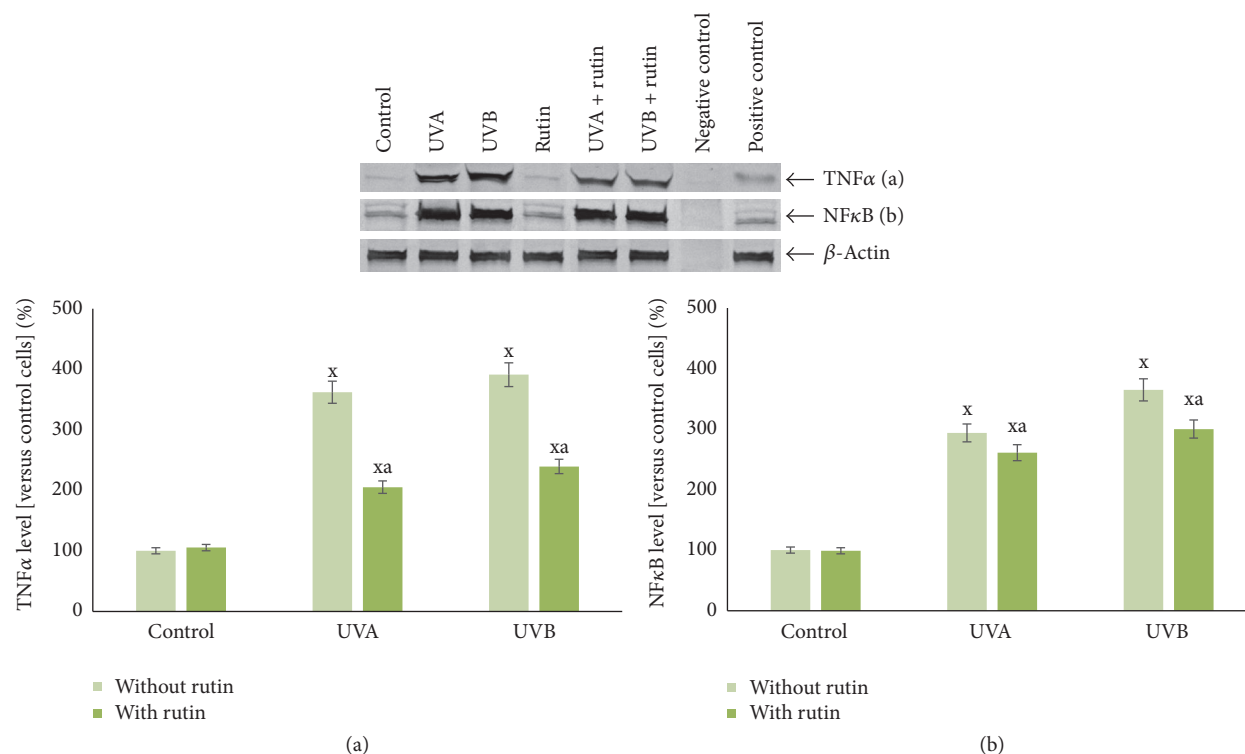 Control
UVA
UVB
Rutin
UVA + rutin
UVB + rutin
Negative control
Positive control
← TNFα (a)
← NFκB (b)
← β-Actin
TNFα level [versus control cells] (%)
500
400
300
200
100
0
x
xa
x
xa
Control
UVA
UVB
Without rutin
With rutin
(a)
NFκB level [versus control cells] (%)
500
400
300
200
100
0
x
xa
x
xa
Control
UVA
UVB
Without rutin
With rutin
(b)